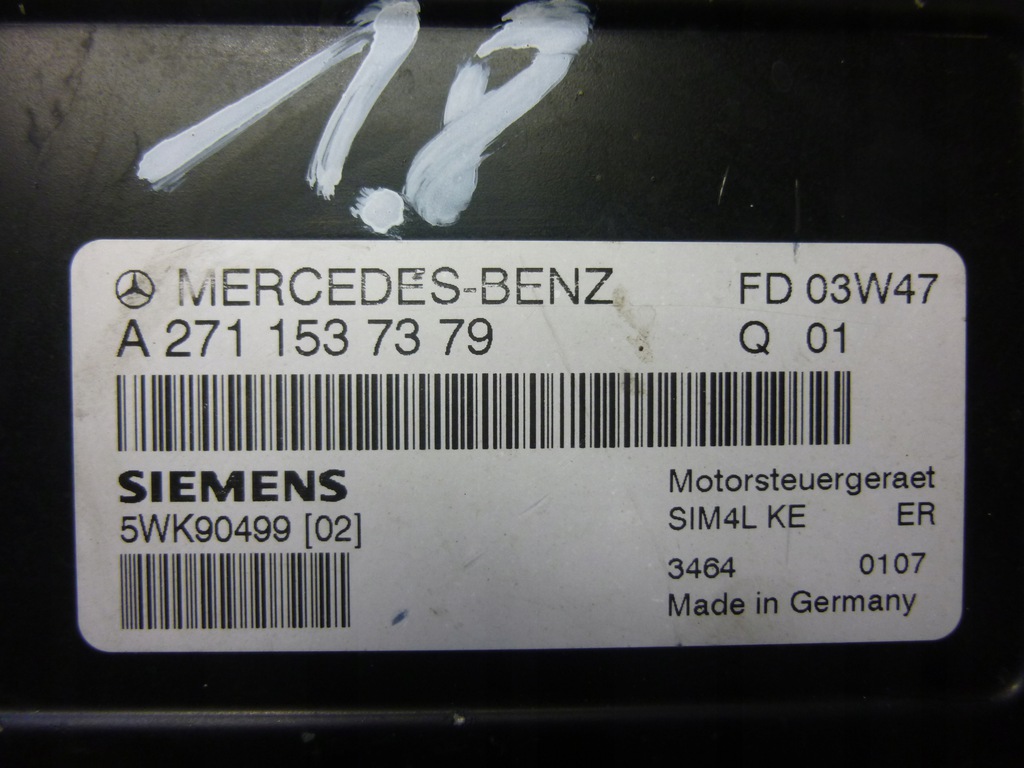 1.8
MERCEDES-BENZ FD 03W47
A 271 153 73 79 Q 01
SIEMENS Motorsteuergeraet
5WK90499 [02] SIM4L KE ER
3464 0107
Made in Germany